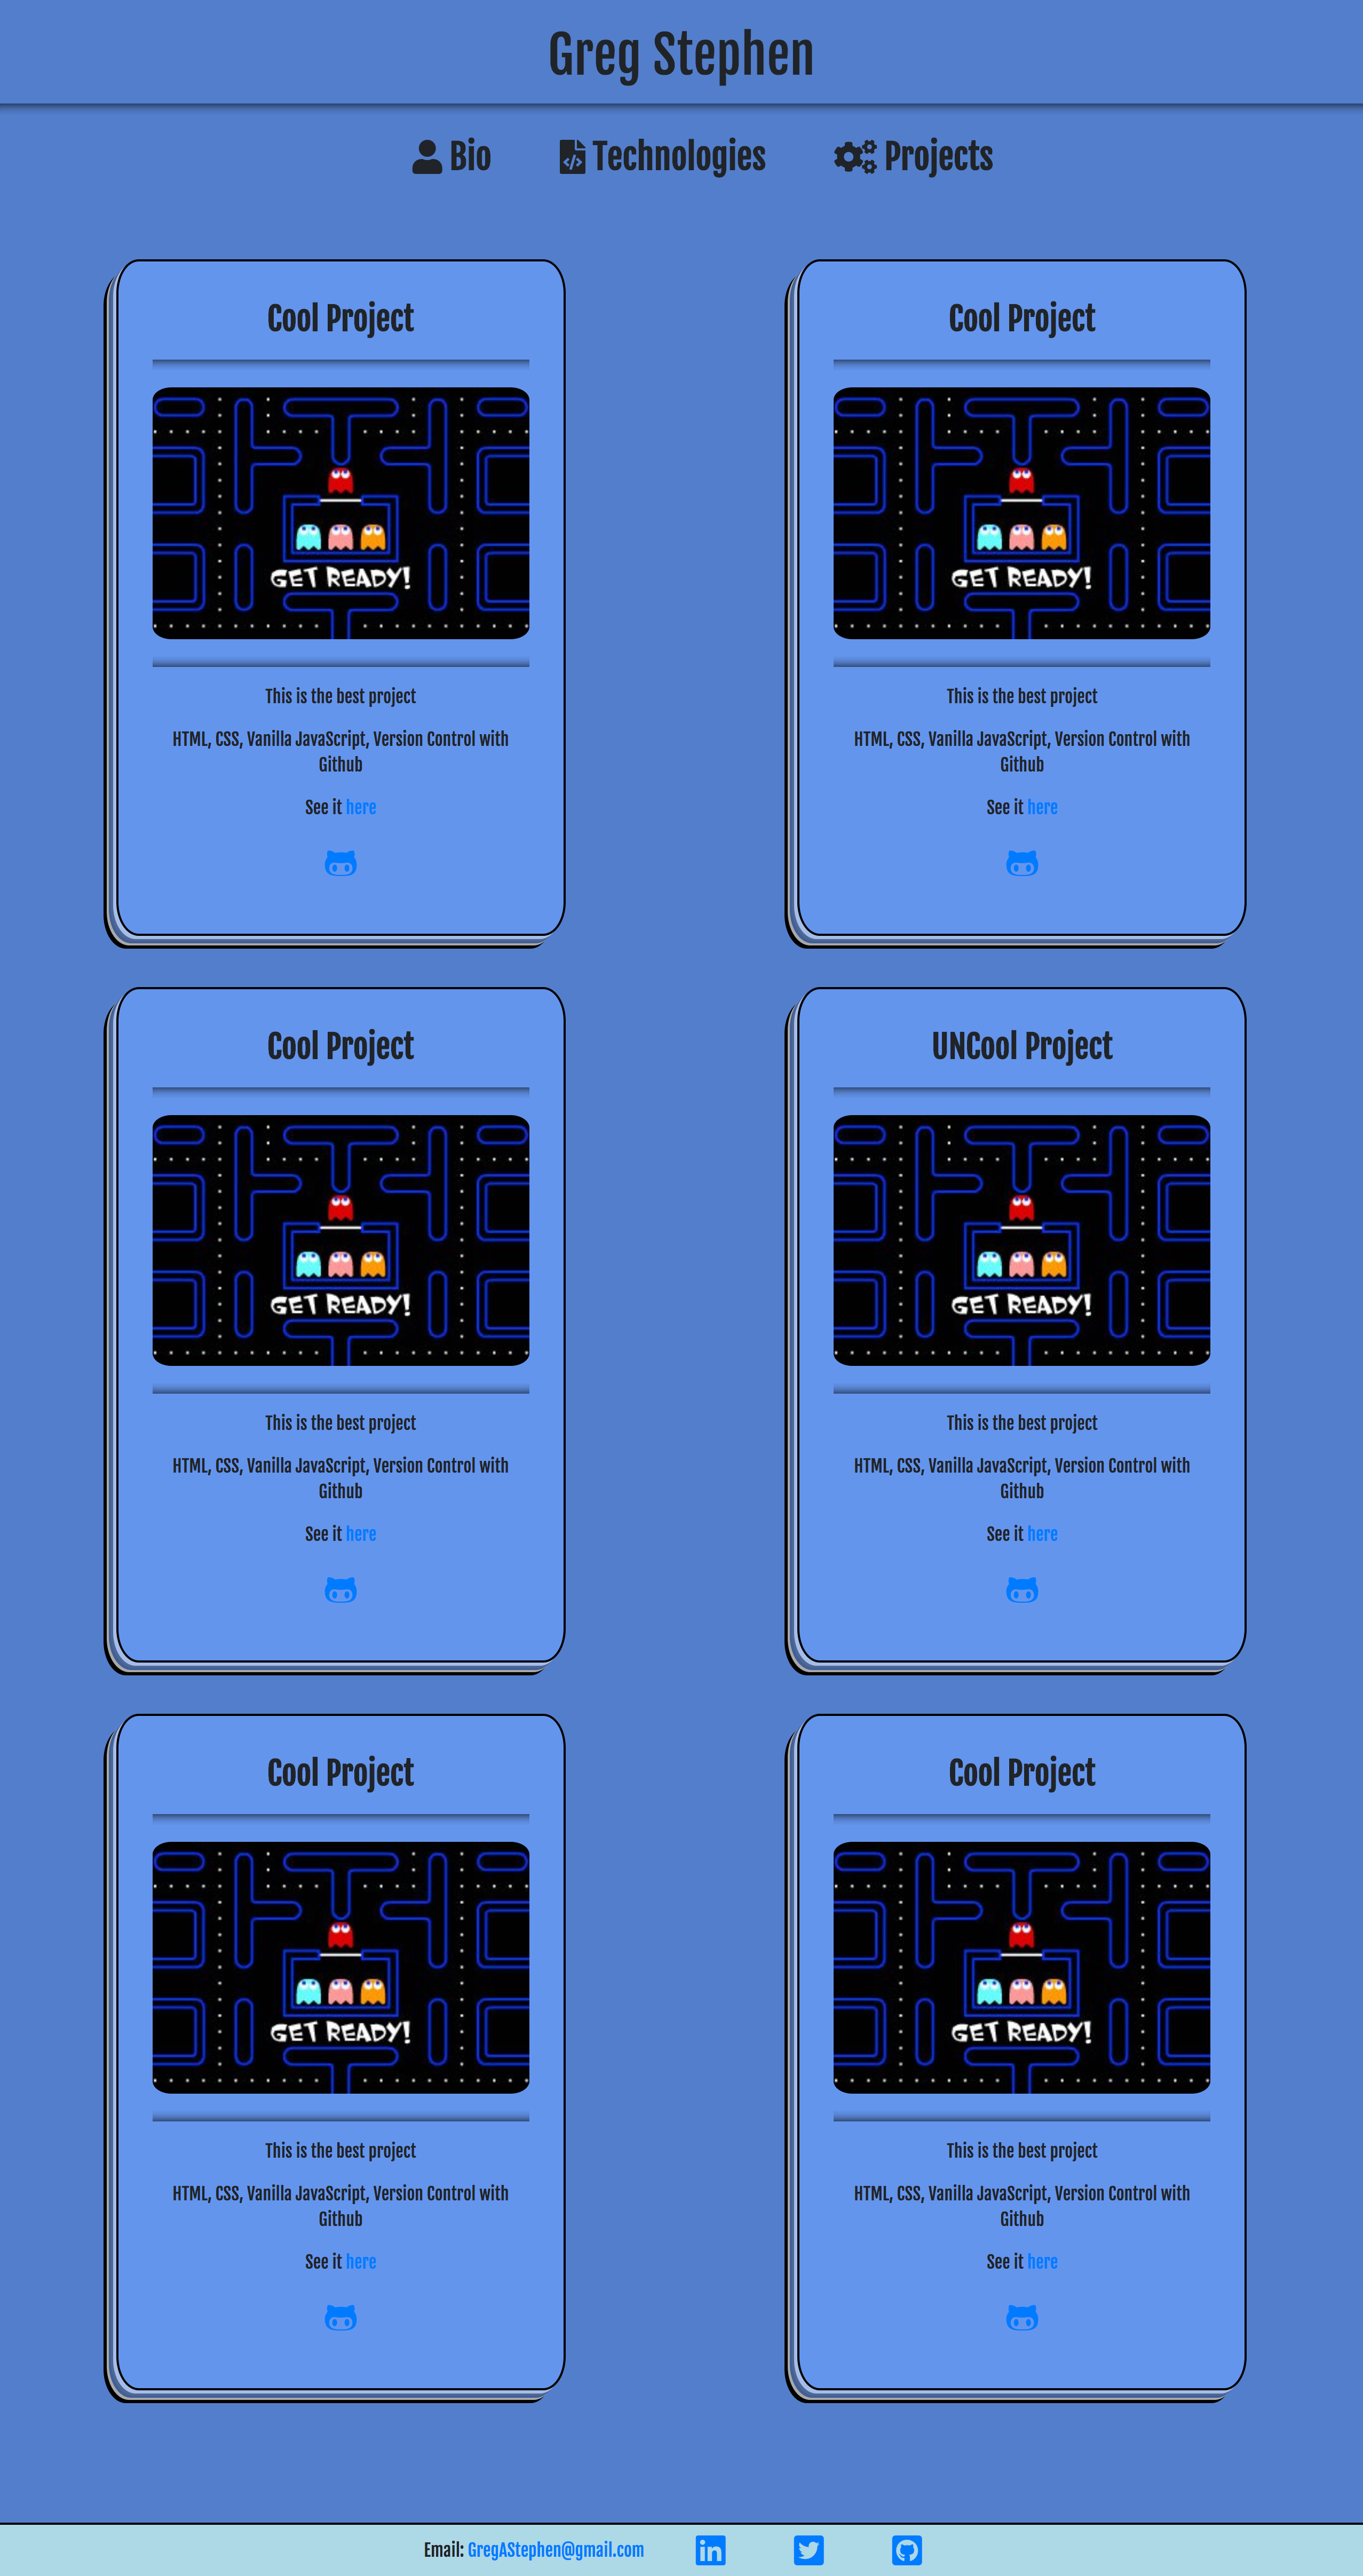 Greg Stephen
Bio Technologies Projects
Cool Project
GET READY!
This is the best project
HTML, CSS, Vanilla JavaScript, Version Control with
Github
See it here
Cool Project
GET READY!
This is the best project
HTML, CSS, Vanilla JavaScript, Version Control with
Github
See it here
Cool Project
GET READY!
This is the best project
HTML, CSS, Vanilla JavaScript, Version Control with
Github
See it here
UNCool Project
GET READY!
This is the best project
HTML, CSS, Vanilla JavaScript, Version Control with
Github
See it here
Cool Project
GET READY!
This is the best project
HTML, CSS, Vanilla JavaScript, Version Control with
Github
See it here
Cool Project
GET READY!
This is the best project
HTML, CSS, Vanilla JavaScript, Version Control with
Github
See it here
Email: GregAStephen@gmail.com